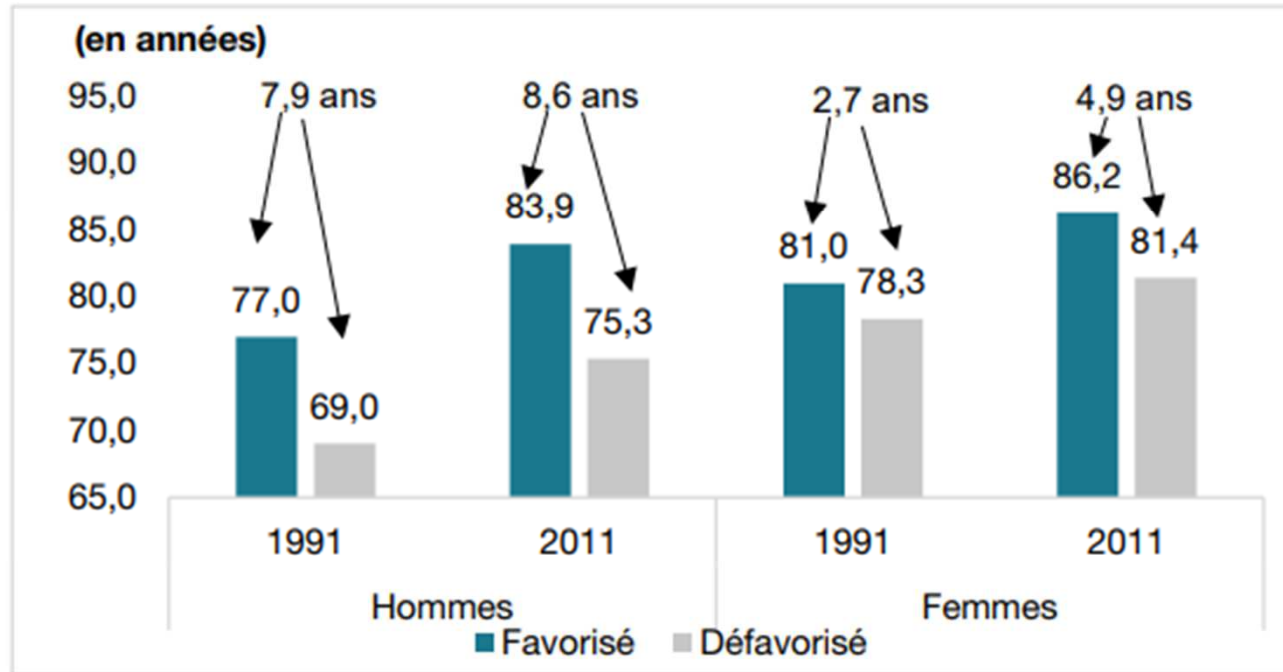 (en années)
95,0
90,0
85,0
80,0
75,0
70,0
65,0
7,9 ans
8,6 ans
2,7 ans
4,9 ans
77,0
69,0
83,9
75,3
81,0
78,3
86,2
81,4
1991
2011
1991
2011
Hommes
Femmes
Favorisé
Défavorisé